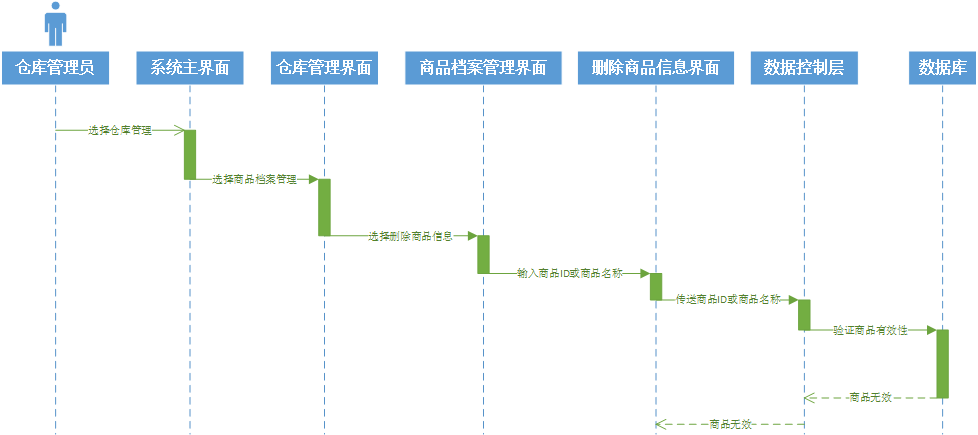 仓库管理员
系统主界面
仓库管理界面
商品档案管理界面
删除商品信息界面
数据控制层
数据库
选择仓库管理
选择商品档案管理
选择删除商品信息
输入商品ID或商品名称
传送商品ID或商品名称
验证商品有效性
商品无效
商品无效